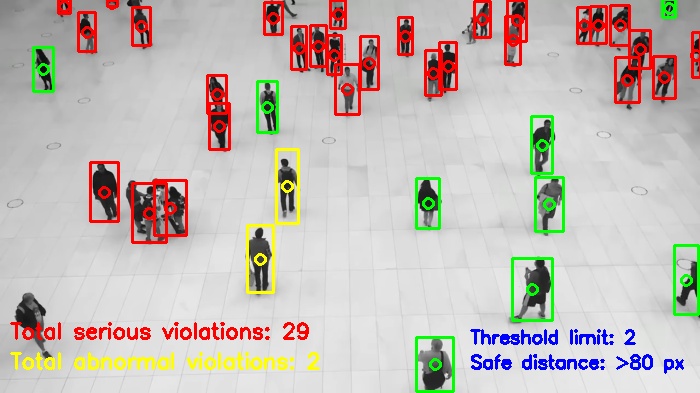 Total serious violations: 29
Total abnormal violations: 2
Threshold limit: 2
Safe distance: >80 px